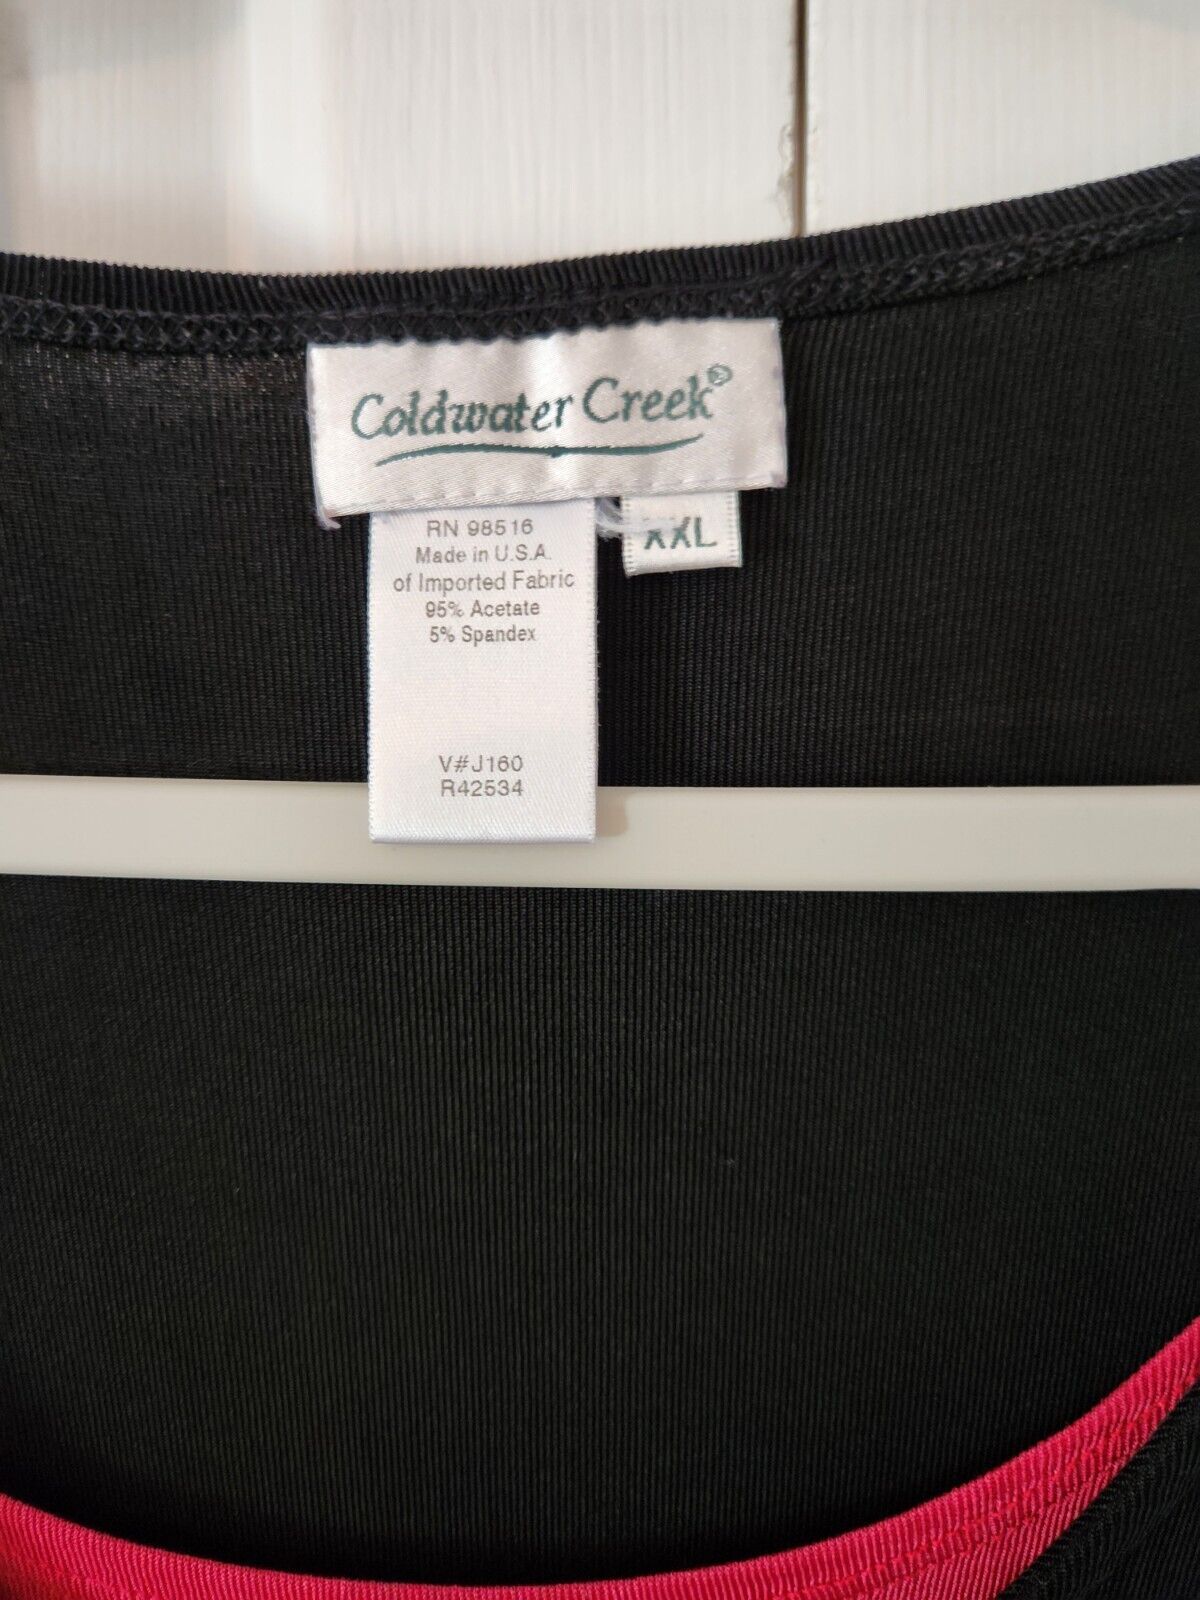 Coldwater Creek®
XXL
RN 98516
Made in U.S.A.
of Imported Fabric
95% Acetate
5% Spandex
V#J160
R42534